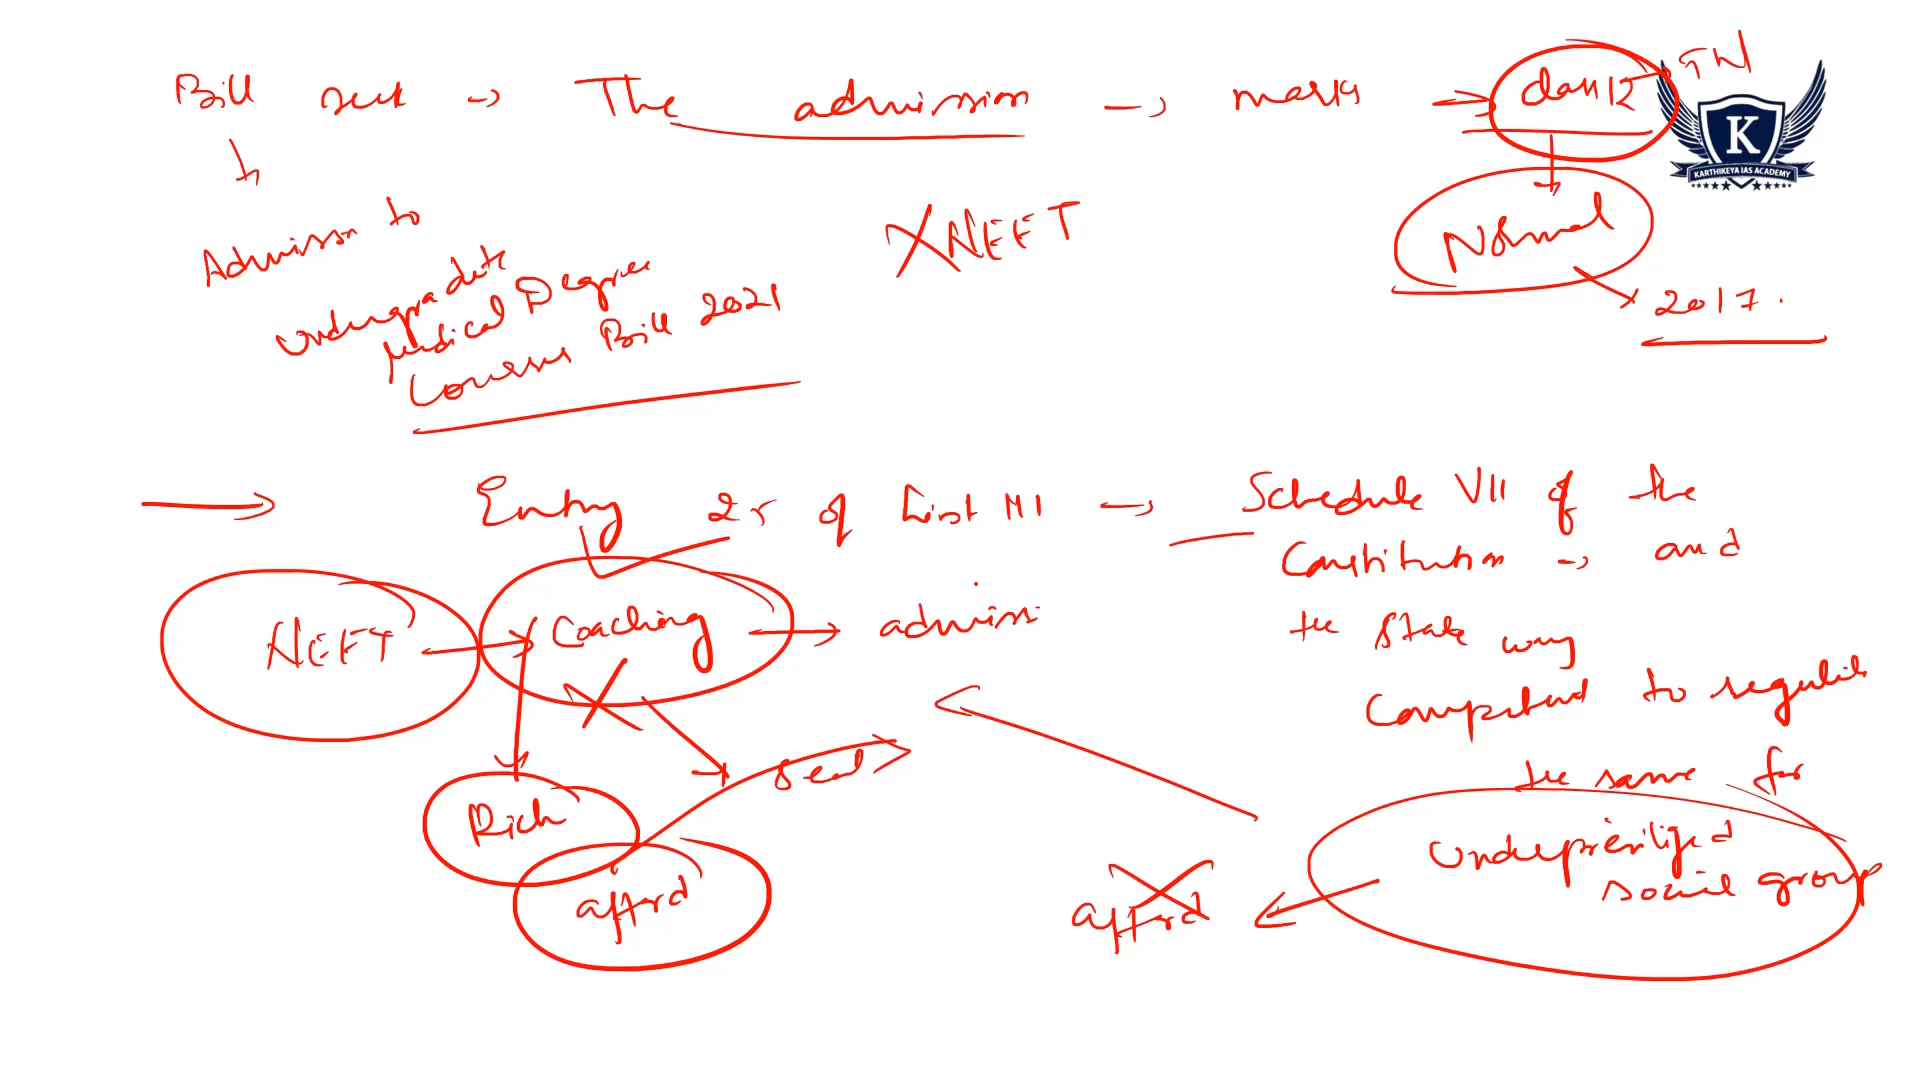 Bill seek -> The admission -> marks -> class 12 -> TN
K
KARTHIKEYA IAS ACADEMY
Normal
2017.
X NEET
Admission to
undergraduate
Medical Degree
Courses Bill 2021
Entry 25 of List III -> Schedule VII of the
Constitution -> and
the State was
Competent to regulate
the same for
underprivileged
social group
NEET -> Coaching -> admiss
Rich
afford
seat
afford